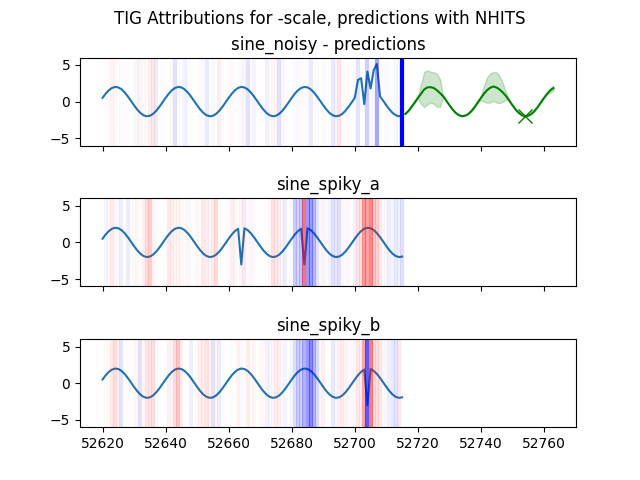 TIG Attributions for -scale, predictions with NHITS
sine_noisy - predictions
5
0
−5
sine_spiky_a
5
0
−5
sine_spiky_b
5
0
−5
52620 52640 52660 52680 52700 52720 52740 52760